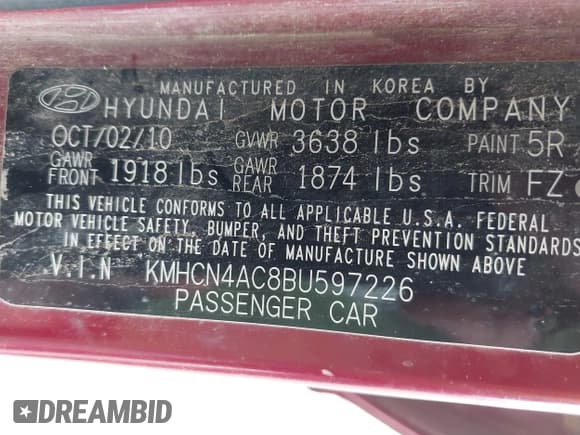 MANUFACTURED IN KOREA BY
HYUNDAI MOTOR COMPANY
OCT/02/10 GVWR 3638 lbs PAINT 5R
GAWR FRONT 1918 lbs GAWR REAR 1874 lbs TRIM FZ
THIS VEHICLE CONFORMS TO ALL APPLICABLE U.S.A. FEDERAL
MOTOR VEHICLE SAFETY, BUMPER, AND THEFT PREVENTION STANDARDS
IN EFFECT ON THE DATE OF MANUFACTURE SHOWN ABOVE
V.I.N KMHCN4AC8BU597226
PASSENGER CAR
DREAMBID